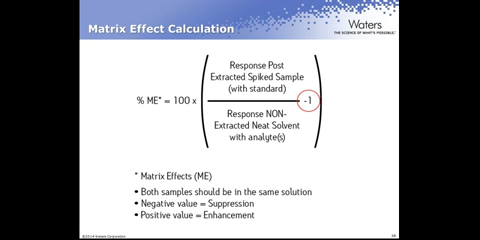 Matrix Effect Calculation
Waters
THE SCIENCE OF WHAT'S POSSIBLE.
Response Post
Extracted Spiked Sample
(with standard)
% ME* = 100 x
-1
Response NON-
Extracted Neat Solvent
with analyte(s)
* Matrix Effects (ME)
• Both samples should be in the same solution
• Negative value = Suppression
• Positive value = Enhancement
©2014 Waters Corporation